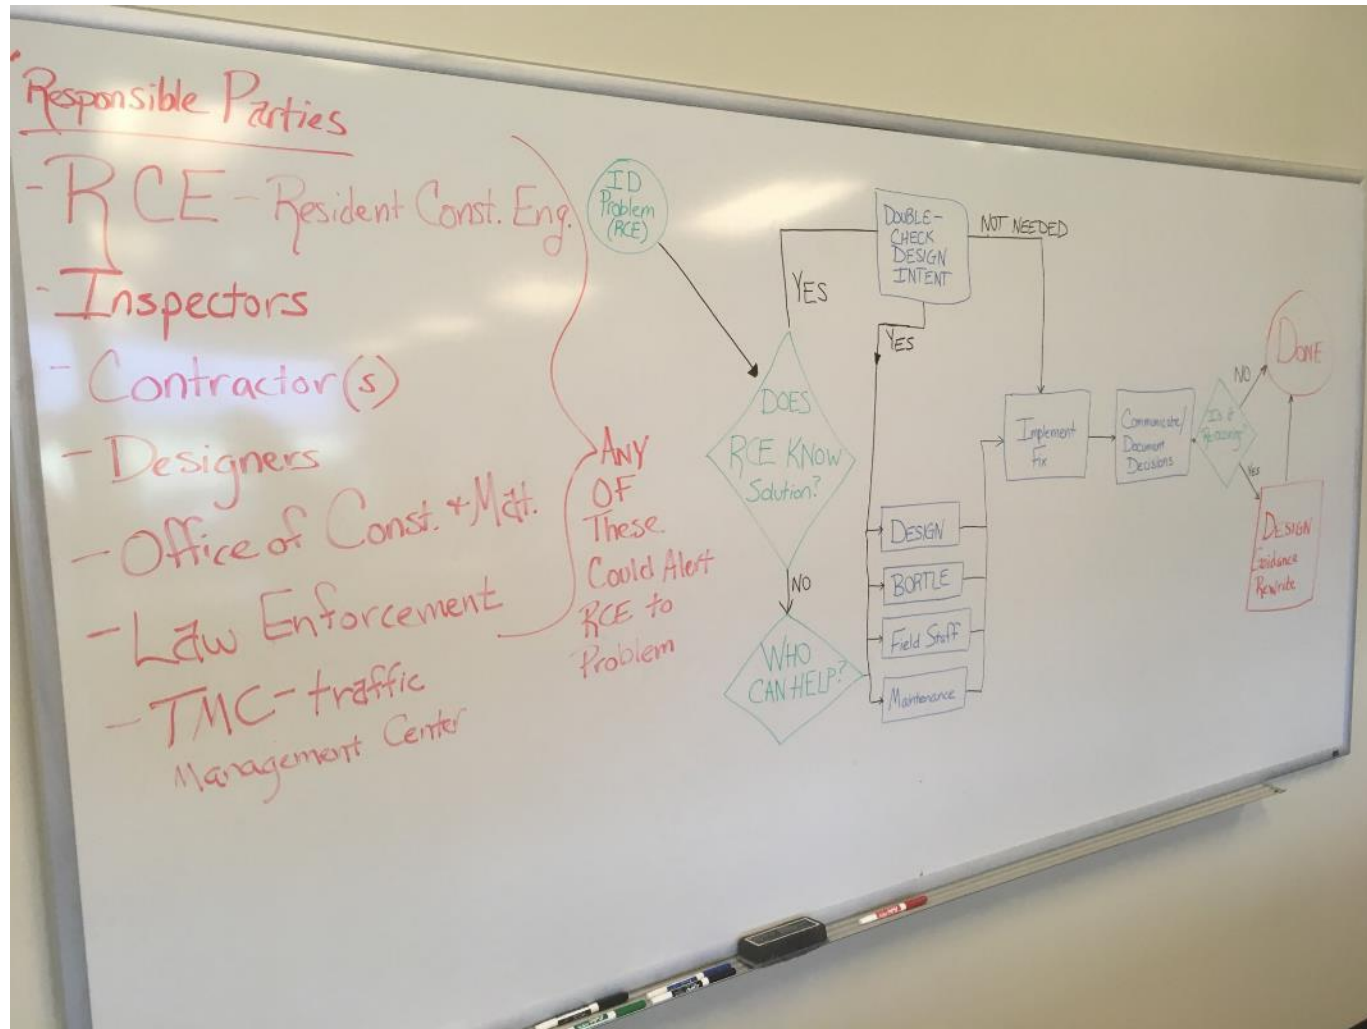 Responsible Parties
- RCE - Resident Const. Eng.
- Inspectors
- Contractor(s)
- Designers
- Office of Const. + Mat.
- Law Enforcement
- TMC - traffic
Management Center
ANY
OF
These
Could Alert
RCE to
Problem
ID
Problem
(RCE)
DOES
RCE KNOW
Solution?
YES
NO
WHO
CAN HELP?
DOUBLE-
CHECK
DESIGN
INTENT
NOT NEEDED
YES
DESIGN
BORTLE
Field Staff
Maintenance
Implement
Fix
Communicate/
Document
Decisions
Is it
NO
YES
DONE
DESIGN
Guidance
Rewrite